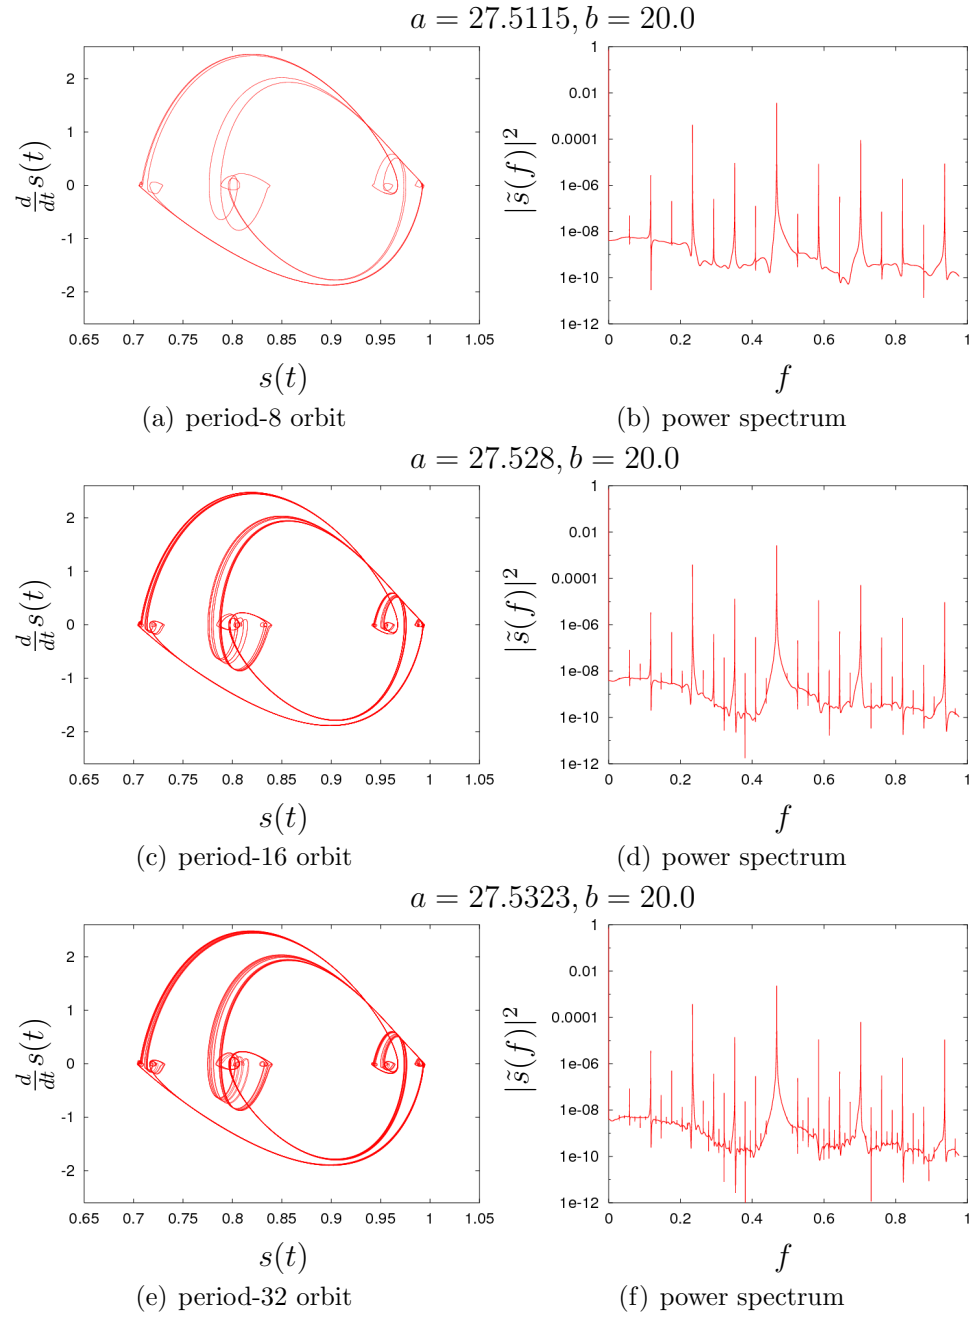 a = 27.5115, b = 20.0
d/dt s(t)
2
1
0
-1
-2
0.65 0.7 0.75 0.8 0.85 0.9 0.95 1 1.05
s(t)
(a) period-8 orbit
|s̃(f)|²
1
0.01
0.0001
1e-06
1e-08
1e-10
1e-12
0 0.2 0.4 0.6 0.8 1
f
(b) power spectrum
a = 27.528, b = 20.0
d/dt s(t)
2
1
0
-1
-2
0.65 0.7 0.75 0.8 0.85 0.9 0.95 1 1.05
s(t)
(c) period-16 orbit
|s̃(f)|²
1
0.01
0.0001
1e-06
1e-08
1e-10
1e-12
0 0.2 0.4 0.6 0.8 1
f
(d) power spectrum
a = 27.5323, b = 20.0
d/dt s(t)
2
1
0
-1
-2
0.65 0.7 0.75 0.8 0.85 0.9 0.95 1 1.05
s(t)
(e) period-32 orbit
|s̃(f)|²
1
0.01
0.0001
1e-06
1e-08
1e-10
1e-12
0 0.2 0.4 0.6 0.8 1
f
(f) power spectrum